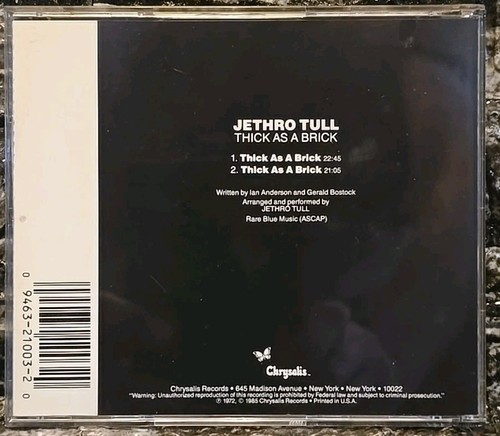 JETHRO TULL
THICK AS A BRICK
1. Thick As A Brick 22:45
2. Thick As A Brick 21:05
Written by Ian Anderson and Gerald Bostock
Arranged and performed by
JETHRO TULL
Rare Blue Music (ASCAP)
0 9463-21003-2 0
Chrysalis™
Chrysalis Records • 645 Madison Avenue • New York • New York • 10022
"Warning: Unauthorized reproduction of this recording is prohibited by Federal law and subject to criminal prosecution."
℗ 1972, © 1985 Chrysalis Records • Printed in U.S.A.